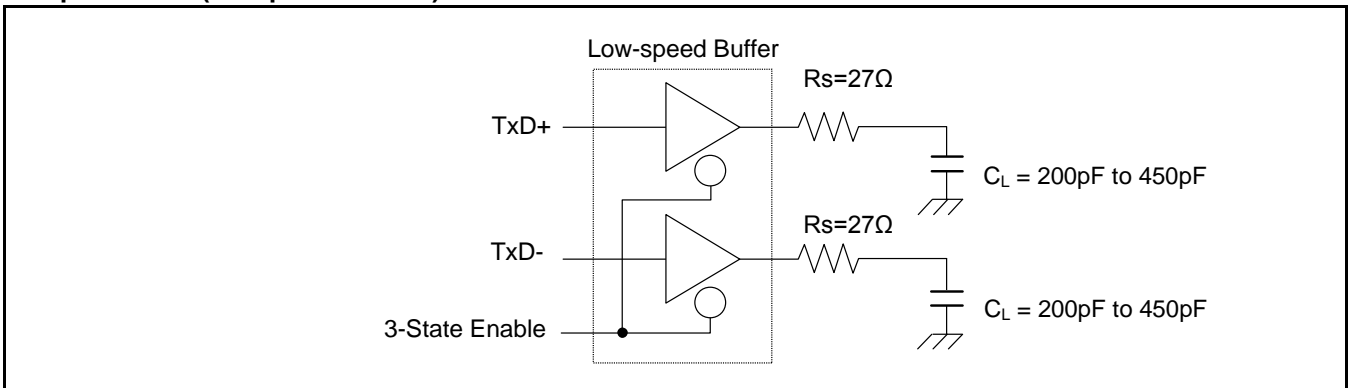 Low-speed Buffer
Rs=27Ω
TxD+
C_L = 200pF to 450pF
Rs=27Ω
TxD-
C_L = 200pF to 450pF
3-State Enable